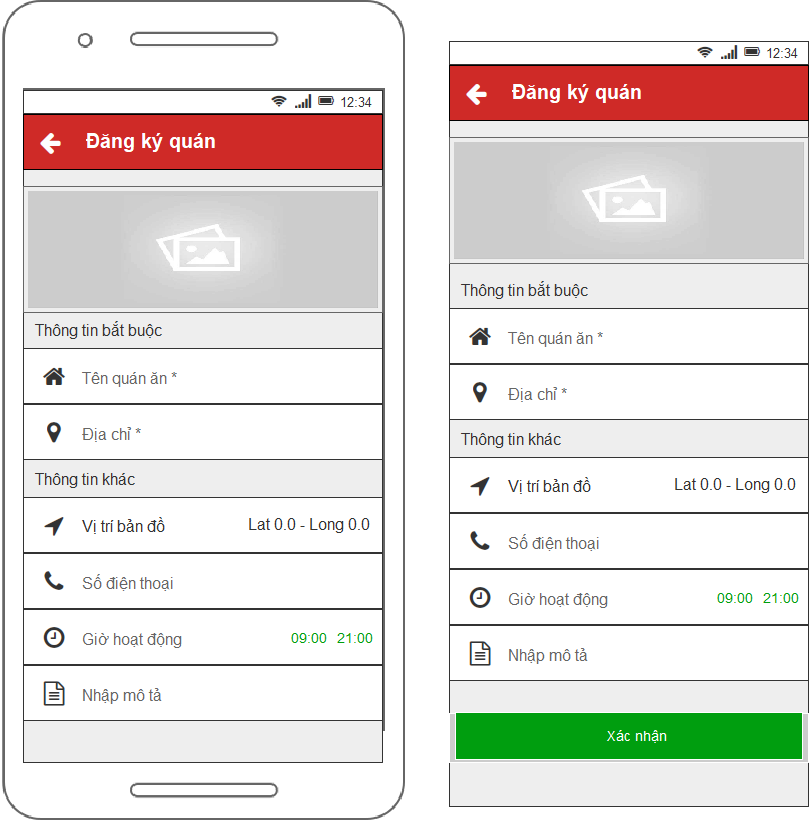 12:34
Đăng ký quán
Thông tin bắt buộc
Tên quán ăn *
Địa chỉ *
Thông tin khác
Vị trí bản đồ Lat 0.0 - Long 0.0
Số điện thoại
Giờ hoạt động 09:00 21:00
Nhập mô tả
12:34
Đăng ký quán
Thông tin bắt buộc
Tên quán ăn *
Địa chỉ *
Thông tin khác
Vị trí bản đồ Lat 0.0 - Long 0.0
Số điện thoại
Giờ hoạt động 09:00 21:00
Nhập mô tả
Xác nhận